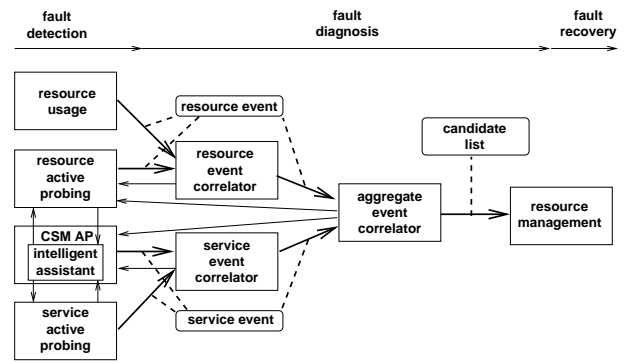 fault
detection
fault
diagnosis
fault
recovery
resource
usage
resource event
candidate
list
resource
active
probing
resource
event
correlator
aggregate
event
correlator
resource
management
CSM AP
intelligent
assistant
service
event
correlator
service
active
probing
service event